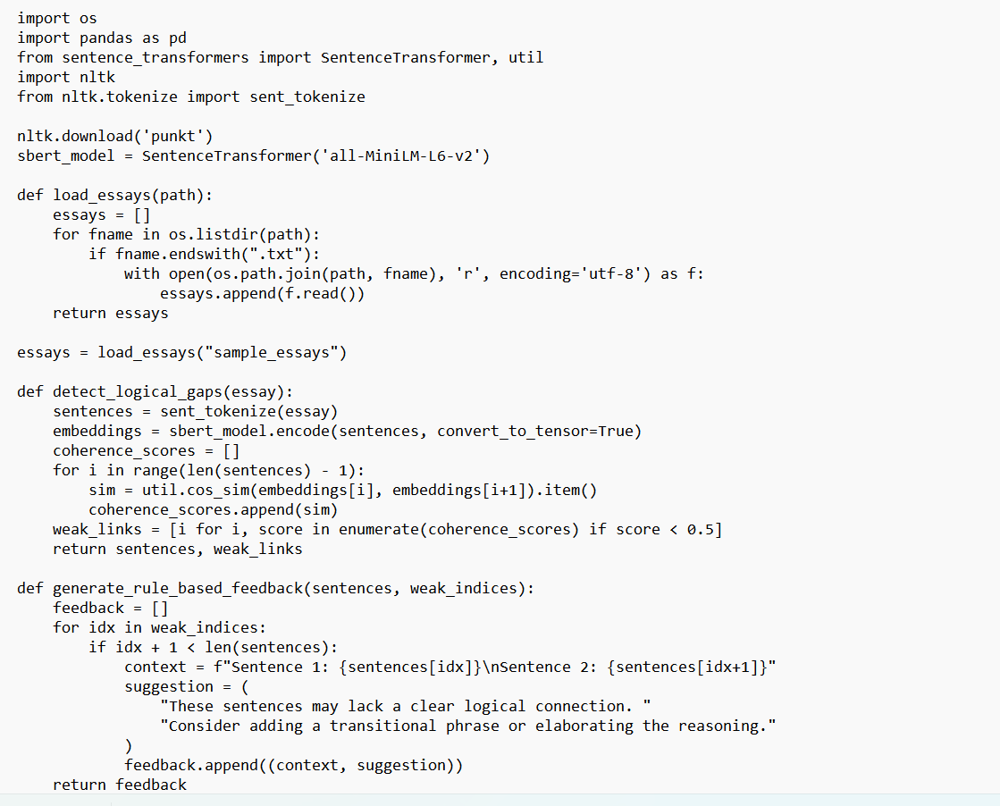 import os
import pandas as pd
from sentence_transformers import SentenceTransformer, util
import nltk
from nltk.tokenize import sent_tokenize

nltk.download('punkt')
sbert_model = SentenceTransformer('all-MiniLM-L6-v2')

def load_essays(path):
    essays = []
    for fname in os.listdir(path):
        if fname.endswith(".txt"):
            with open(os.path.join(path, fname), 'r', encoding='utf-8') as f:
                essays.append(f.read())
    return essays

essays = load_essays("sample_essays")

def detect_logical_gaps(essay):
    sentences = sent_tokenize(essay)
    embeddings = sbert_model.encode(sentences, convert_to_tensor=True)
    coherence_scores = []
    for i in range(len(sentences) - 1):
        sim = util.cos_sim(embeddings[i], embeddings[i+1]).item()
        coherence_scores.append(sim)
    weak_links = [i for i, score in enumerate(coherence_scores) if score < 0.5]
    return sentences, weak_links

def generate_rule_based_feedback(sentences, weak_indices):
    feedback = []
    for idx in weak_indices:
        if idx + 1 < len(sentences):
            context = f"Sentence 1: {sentences[idx]}\nSentence 2: {sentences[idx+1]}"
            suggestion = (
                "These sentences may lack a clear logical connection. "
                "Consider adding a transitional phrase or elaborating the reasoning."
            )
            feedback.append((context, suggestion))
    return feedback